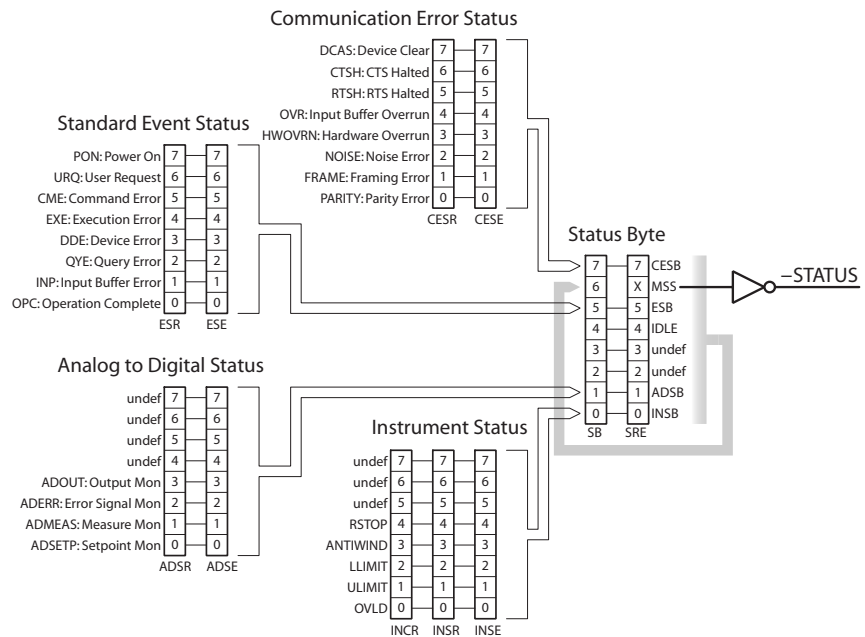 Communication Error Status
DCAS: Device Clear 7 7
CTSH: CTS Halted 6 6
RTSH: RTS Halted 5 5
OVR: Input Buffer Overrun 4 4
HWOVRN: Hardware Overrun 3 3
NOISE: Noise Error 2 2
FRAME: Framing Error 1 1
PARITY: Parity Error 0 0
CESR CESE
Standard Event Status
PON: Power On 7 7
URQ: User Request 6 6
CME: Command Error 5 5
EXE: Execution Error 4 4
DDE: Device Error 3 3
QYE: Query Error 2 2
INP: Input Buffer Error 1 1
OPC: Operation Complete 0 0
ESR ESE
Status Byte
7 7 CESB
6 X MSS
5 5 ESB
4 4 IDLE
3 3 undef
2 2 undef
1 1 ADSB
0 0 INSB
SB SRE
–STATUS
Analog to Digital Status
undef 7 7
undef 6 6
undef 5 5
undef 4 4
ADOUT: Output Mon 3 3
ADERR: Error Signal Mon 2 2
ADMEAS: Measure Mon 1 1
ADSETP: Setpoint Mon 0 0
ADSR ADSE
Instrument Status
undef 7 7 7
undef 6 6 6
undef 5 5 5
RSTOP 4 4 4
ANTIWIND 3 3 3
LLIMIT 2 2 2
ULIMIT 1 1 1
OVLD 0 0 0
INCR INSR INSE